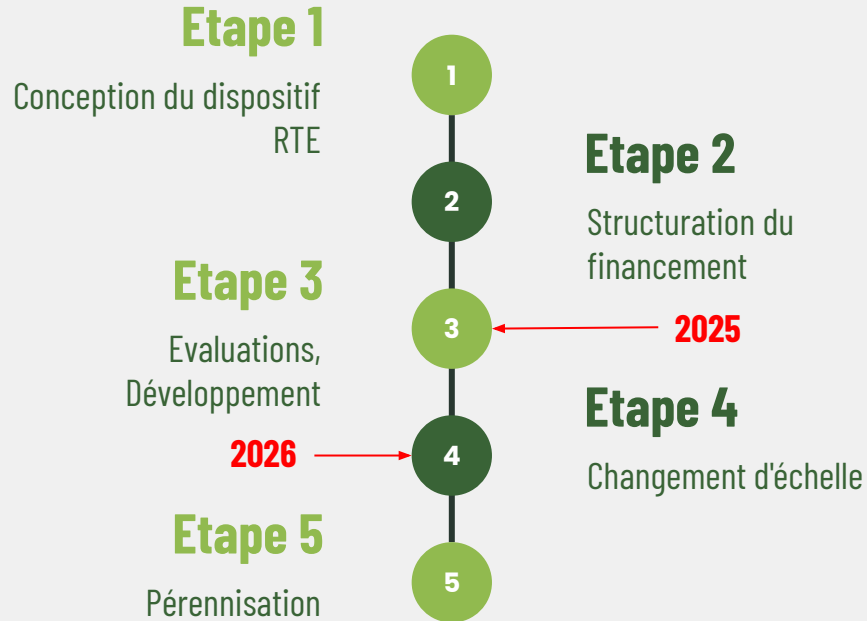 Etape 1
Conception du dispositif
RTE
1
2
Etape 2
Structuration du
financement
Etape 3
Evaluations,
Développement
3
2025
2026
4
Etape 4
Changement d'échelle
Etape 5
Pérennisation
5